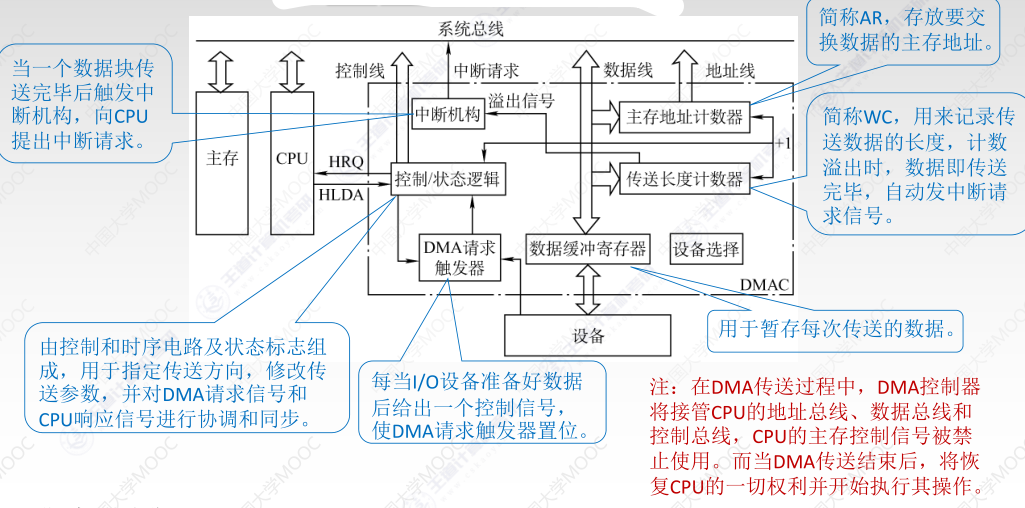 系统总线
简称AR，存放要交
换数据的主存地址。
当一个数据块传
送完毕后触发中
断机构，向CPU
提出中断请求。
控制线
中断请求
数据线
地址线
溢出信号
中断机构
主存地址计数器
简称WC，用来记录传
送数据的长度，计数
溢出时，数据即传送
完毕，自动发中断请
求信号。
+1
主存
CPU
HRQ
HLDA
控制/状态逻辑
传送长度计数器
DMA请求
触发器
数据缓冲寄存器
设备选择
DMAC
设备
用于暂存每次传送的数据。
由控制和时序电路及状态标志组
成，用于指定传送方向，修改传
送参数，并对DMA请求信号和
CPU响应信号进行协调和同步。
每当I/O设备准备好数据
后给出一个控制信号，
使DMA请求触发器置位。
注：在DMA传送过程中，DMA控制器
将接管CPU的地址总线、数据总线和
控制总线，CPU的主存控制信号被禁
止使用。而当DMA传送结束后，将恢
复CPU的一切权利并开始执行其操作。